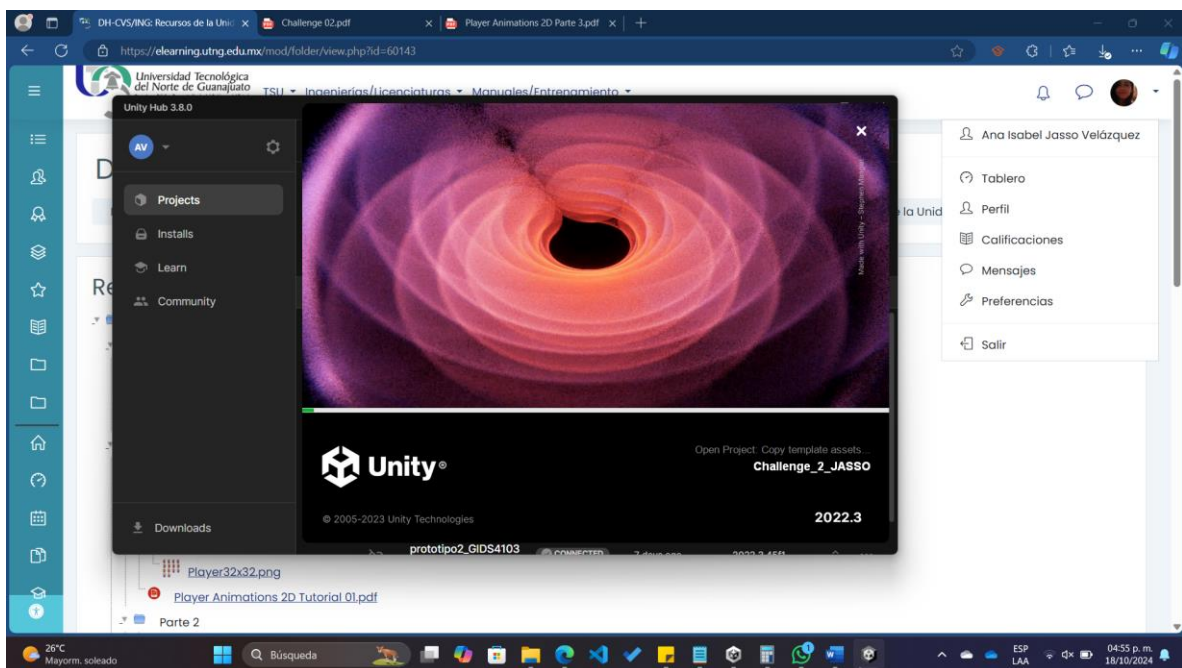 DH-CVS/ING: Recursos de la Unid
Challenge 02.pdf
Player Animations 2D Parte 3.pdf
https://elearning.utng.edu.mx/mod/folder/view.php?id=60143
Universidad Tecnológica
del Norte de Guanajuato
TSU
Ingenierías/Licenciaturas
Manuales/Entrenamiento
Unity Hub 3.8.0
AV
Projects
Installs
Learn
Community
Downloads
D
Re
la Unid
Made with Unity –
Unity®
Open Project: Copy template assets...
Challenge_2_JASSO
© 2005-2023 Unity Technologies
2022.3
prototipo2_GIDS4103
CONNECTED
7 days ago
2022.3.45f1
Ana Isabel Jasso Velázquez
Tablero
Perfil
Calificaciones
Mensajes
Preferencias
Salir
Player32x32.png
Player Animations 2D Tutorial 01.pdf
Parte 2
26°C
Mayorm. soleado
Búsqueda
ESP
LAA
04:55 p. m.
18/10/2024